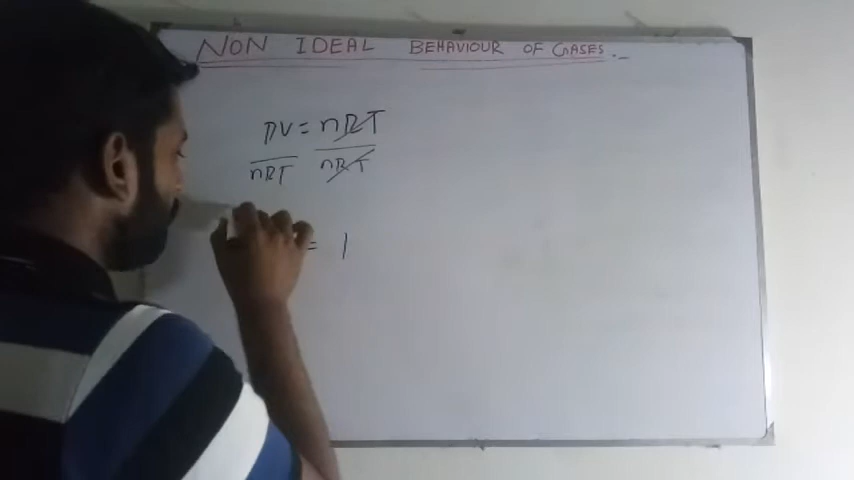 NON IDEAL BEHAVIOUR OF GASES.
PV = nRT
nRT nRT
= 1